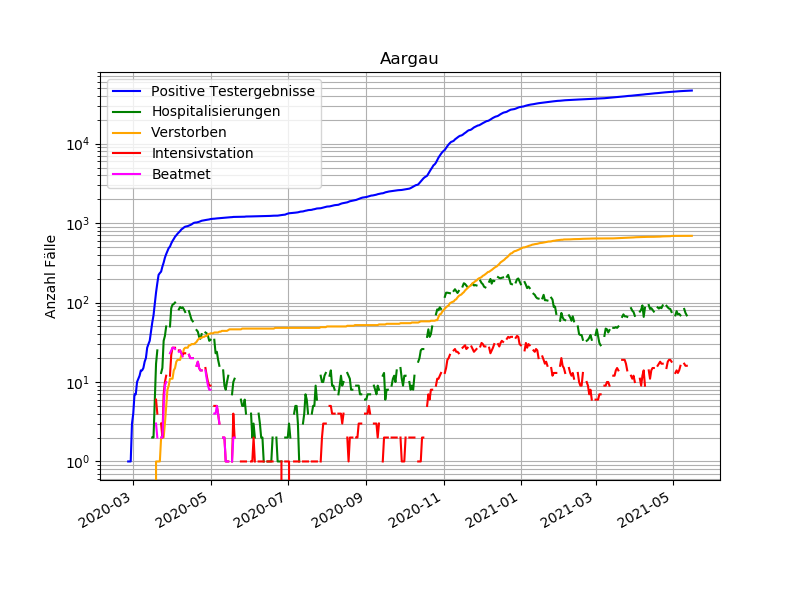 Aargau
Positive Testergebnisse
Hospitalisierungen
Verstorben
Intensivstation
Beatmet
Anzahl Fälle
10⁴
10³
10²
10¹
10⁰
2020-03
2020-05
2020-07
2020-09
2020-11
2021-01
2021-03
2021-05